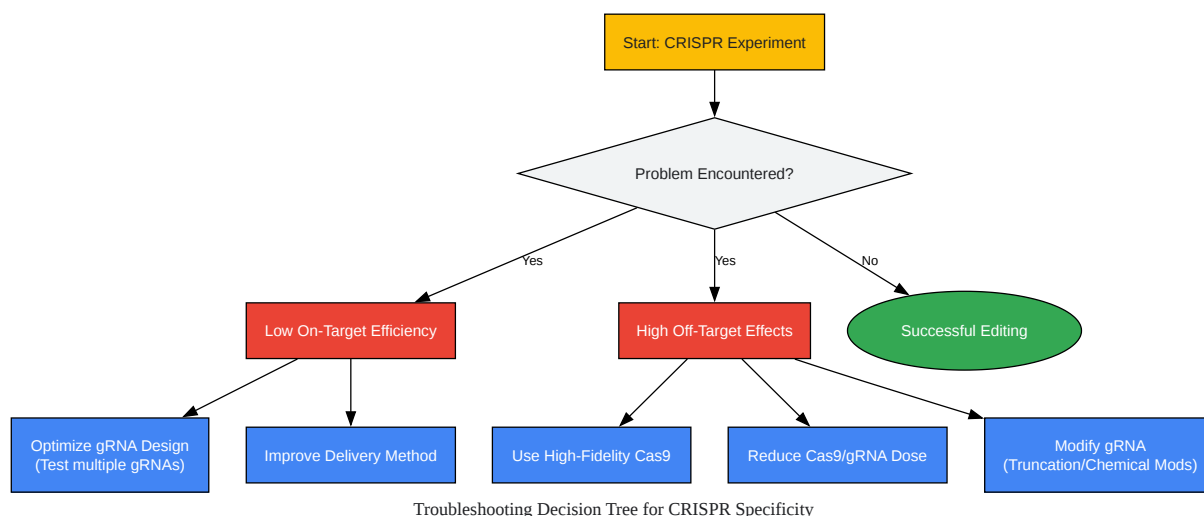 Start: CRISPR Experiment
Problem Encountered?
Yes
Yes
No
Low On-Target Efficiency
High Off-Target Effects
Successful Editing
Optimize gRNA Design
(Test multiple gRNAs)
Improve Delivery Method
Use High-Fidelity Cas9
Reduce Cas9/gRNA Dose
Modify gRNA
(Truncation/Chemical Mods)
Troubleshooting Decision Tree for CRISPR Specificity